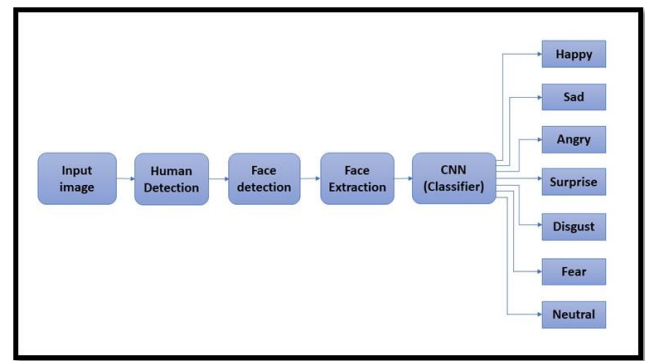 Input
image
Human
Detection
Face
detection
Face
Extraction
CNN
(Classifier)
Happy
Sad
Angry
Surprise
Disgust
Fear
Neutral